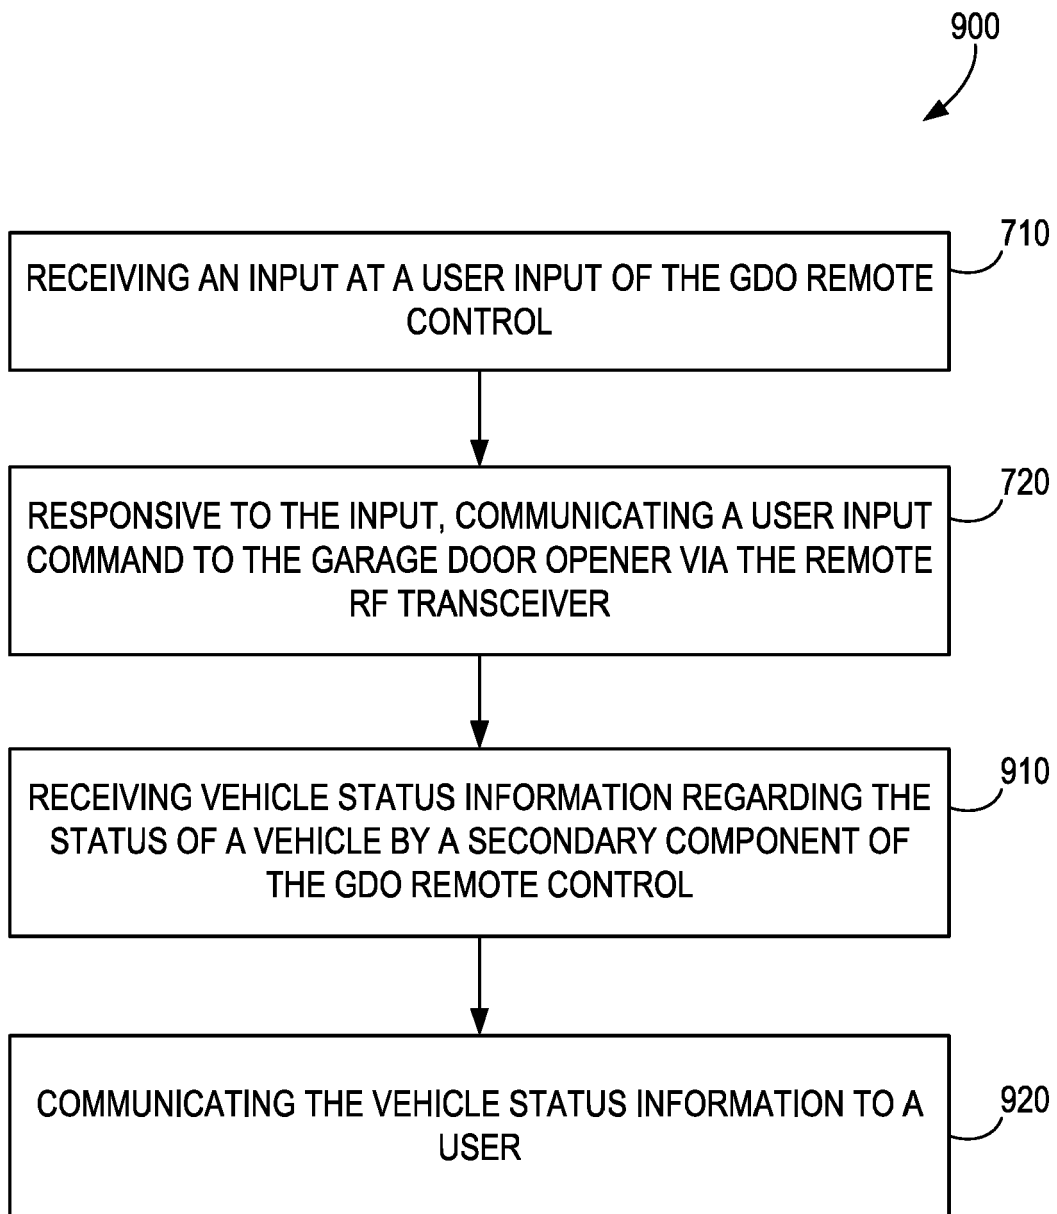 900
710
RECEIVING AN INPUT AT A USER INPUT OF THE GDO REMOTE
CONTROL
720
RESPONSIVE TO THE INPUT, COMMUNICATING A USER INPUT
COMMAND TO THE GARAGE DOOR OPENER VIA THE REMOTE
RF TRANSCEIVER
910
RECEIVING VEHICLE STATUS INFORMATION REGARDING THE
STATUS OF A VEHICLE BY A SECONDARY COMPONENT OF
THE GDO REMOTE CONTROL
920
COMMUNICATING THE VEHICLE STATUS INFORMATION TO A
USER